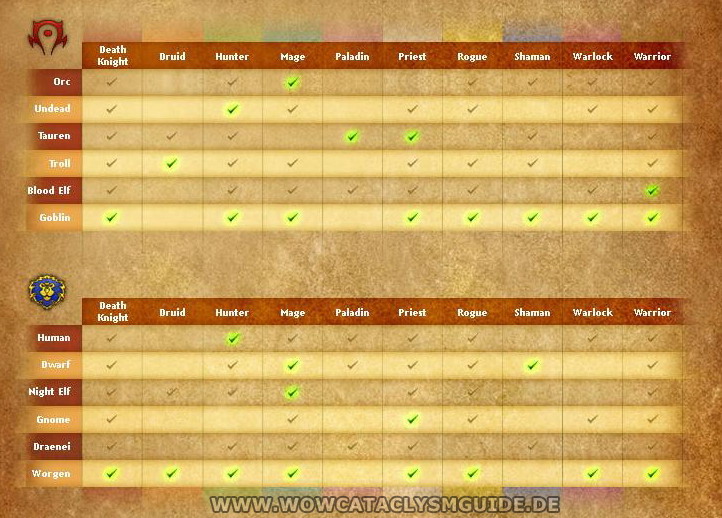 Death Knight Druid Hunter Mage Paladin Priest Rogue Shaman Warlock Warrior
Orc
Undead
Tauren
Troll
Blood Elf
Goblin
Death Knight Druid Hunter Mage Paladin Priest Rogue Shaman Warlock Warrior
Human
Dwarf
Night Elf
Gnome
Draenei
Worgen
WWW.WOWCATACLYSMGUIDE.DE